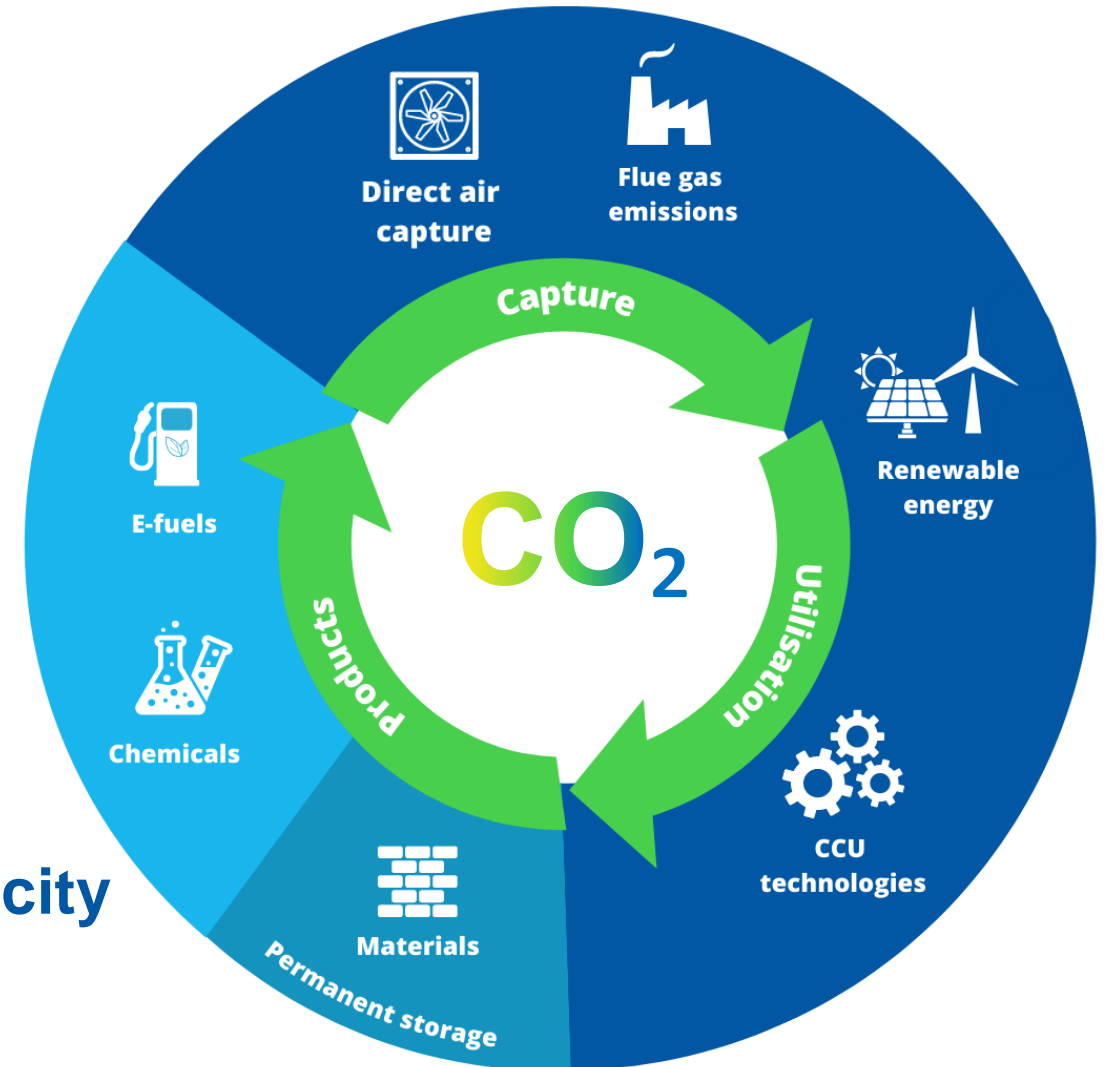 Direct air
capture
Flue gas
emissions
Capture
Renewable
energy
E-fuels
CO₂
Utilisation
Products
Chemicals
CCU
technologies
city
Materials
Permanent storage